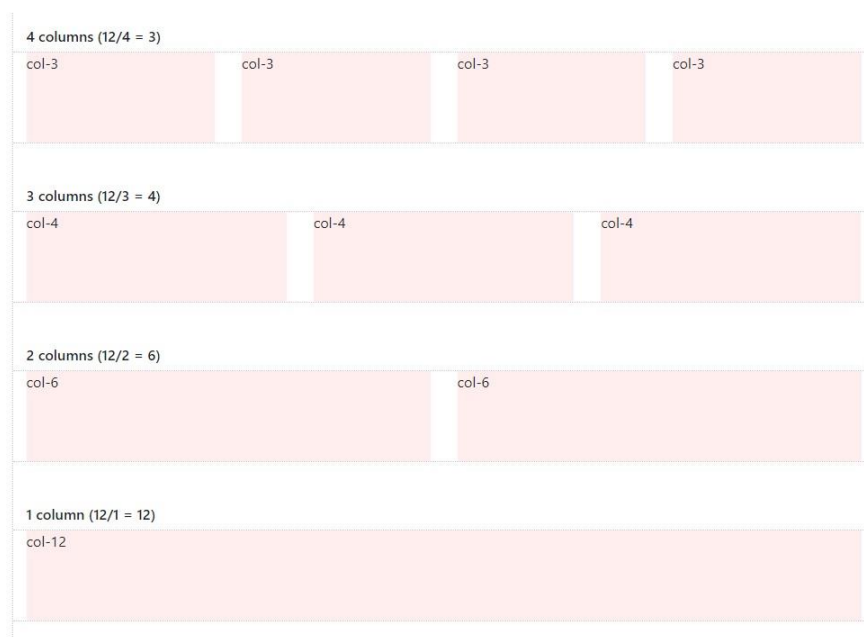 4 columns (12/4 = 3)
col-3 col-3 col-3 col-3
3 columns (12/3 = 4)
col-4 col-4 col-4
2 columns (12/2 = 6)
col-6 col-6
1 column (12/1 = 12)
col-12